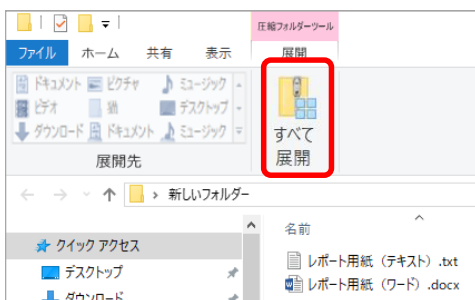 圧縮フォルダーツール
ファイル ホーム 共有 表示 展開
ドキュメント ピクチャ ミュージック
ビデオ 猫 デスクトップ
ダウンロード ドキュメント ミュージック
すべて
展開
展開先
新しいフォルダー
名前
クイック アクセス
デスクトップ
ダウンロード
レポート用紙（テキスト）.txt
レポート用紙（ワード）.docx